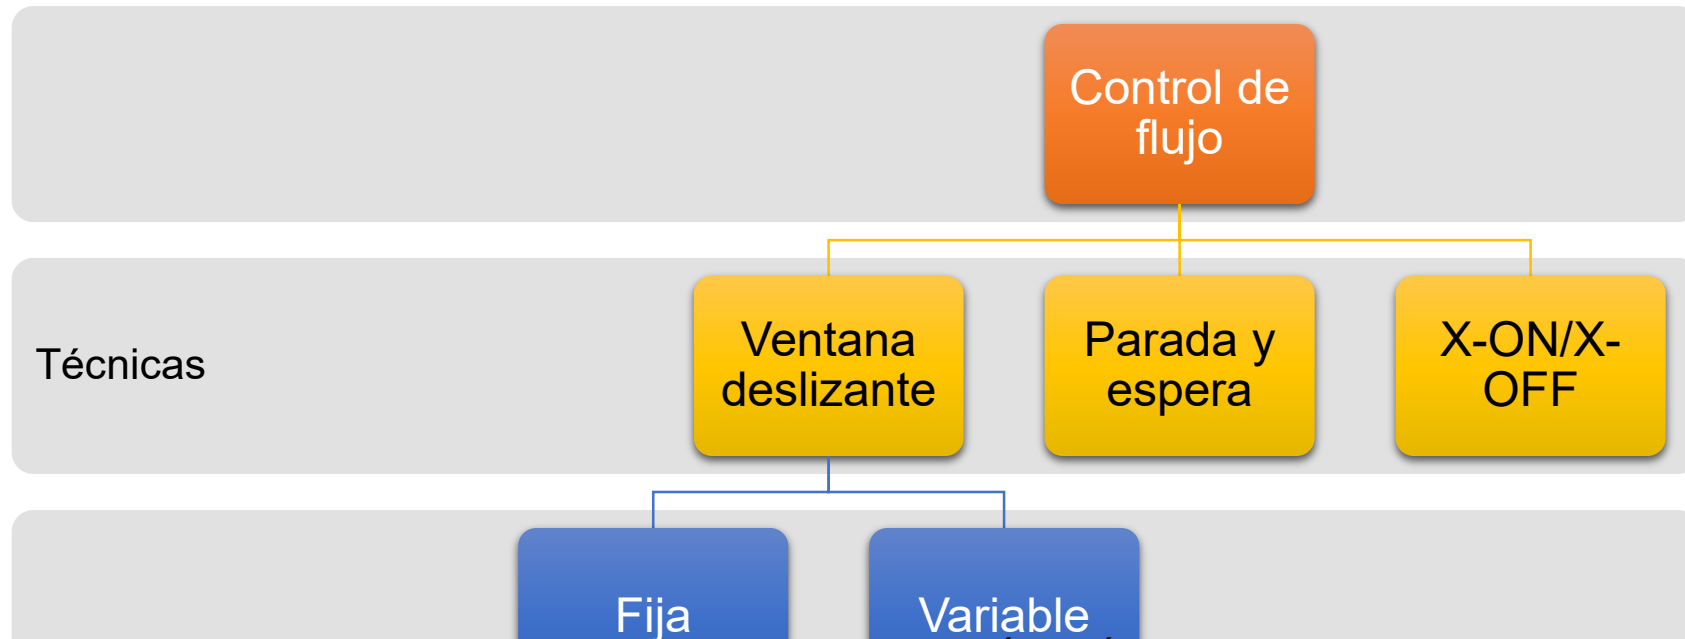 Control de
flujo
Técnicas
Ventana
deslizante
Parada y
espera
X-ON/X-
OFF
Fija
Variable